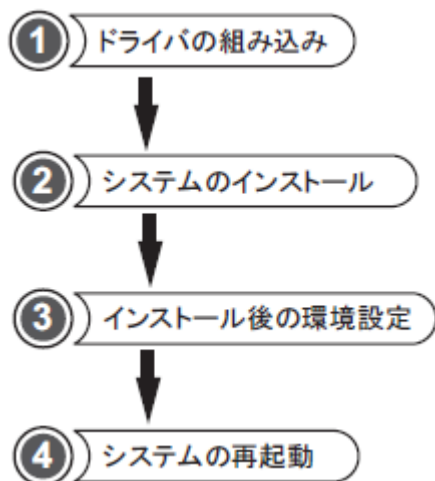 1 ドライバの組み込み
2 システムのインストール
3 インストール後の環境設定
4 システムの再起動